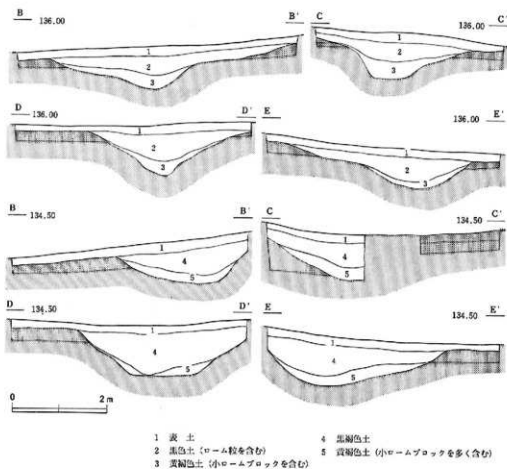 B B' C C'
136.00 136.00
1 1
2 2
3 3
D D' E E'
136.00 136.00
1 1
2 2
3 3
B B' C C'
134.50 134.50
1 1
4 4
5 5
D D' E E'
134.50 134.50
1 1
4 4
5 5
0 2 m
1 表土
2 黒色土(ローム粒を含む)
3 黄褐色土(小ロームブロックを含む)
4 黒褐色土
5 黄褐色土(小ロームブロックを多く含む)